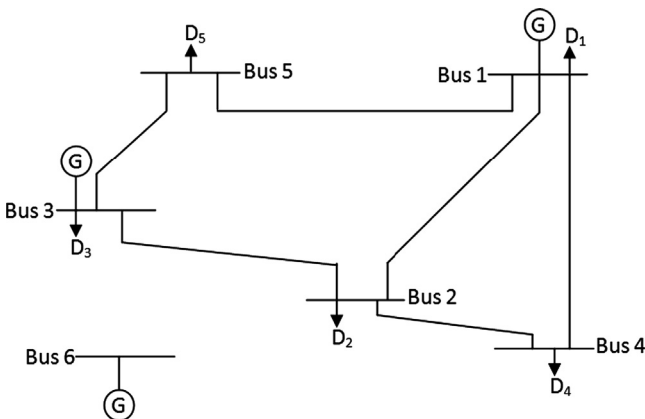 G
D₅
D₁
Bus 5
Bus 1
G
Bus 3
D₃
Bus 2
D₂
Bus 4
Bus 6
D₄
G